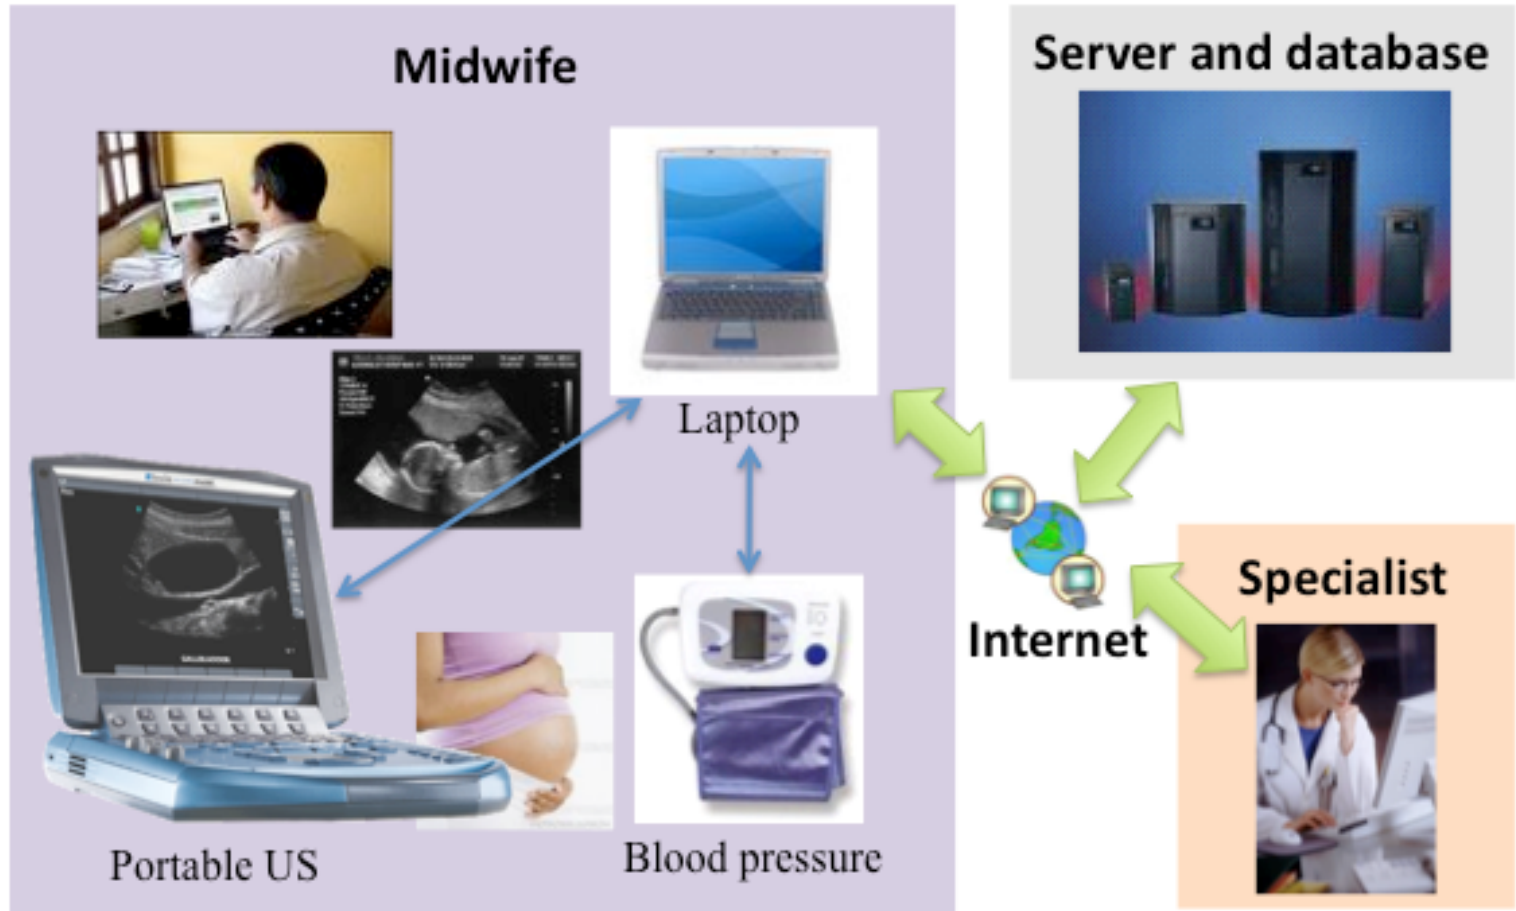 Midwife
Server and database
Laptop
Internet
Specialist
Portable US
Blood pressure